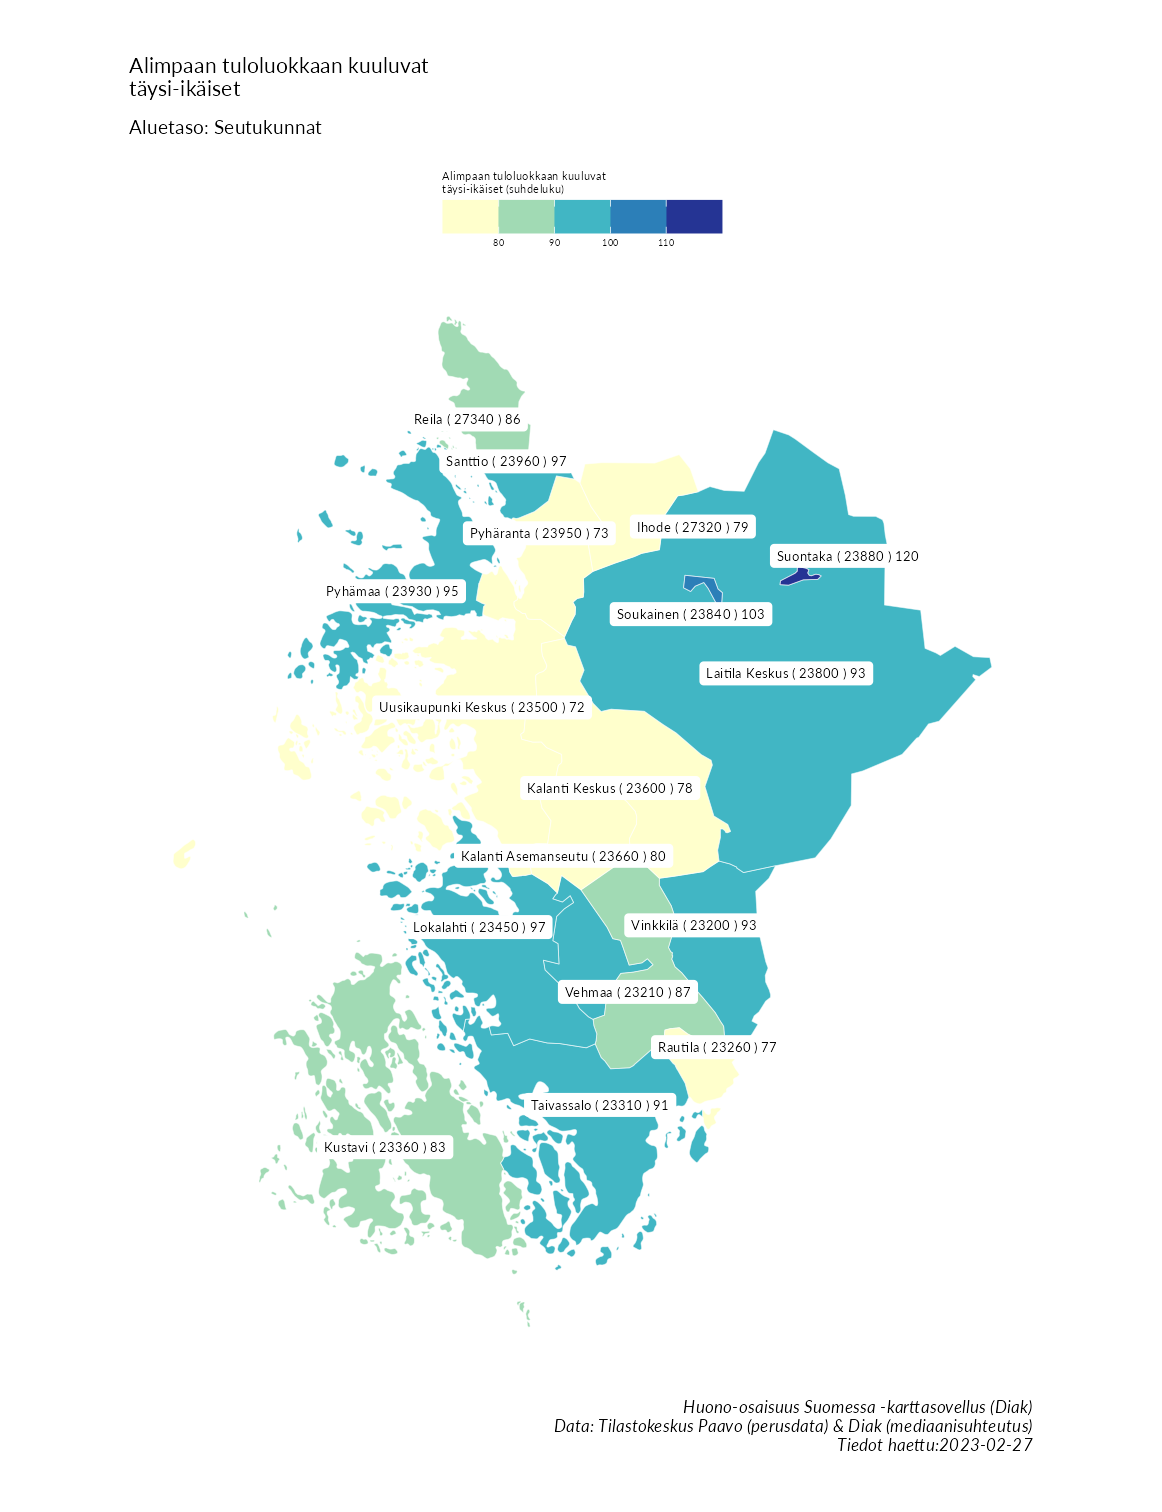 Alimpaan tuloluokkaan kuuluvat
täysi-ikäiset
Aluetaso: Seutukunnat
Alimpaan tuloluokkaan kuuluvat
täysi-ikäiset (suhdeluku)
80 90 100 110
Reila ( 27340 ) 86
Santtio ( 23960 ) 97
Ihode ( 27320 ) 79
Pyhäranta ( 23950 ) 73
Suontaka ( 23880 ) 120
Pyhämaa ( 23930 ) 95
Soukainen ( 23840 ) 103
Laitila Keskus ( 23800 ) 93
Uusikaupunki Keskus ( 23500 ) 72
Kalanti Keskus ( 23600 ) 78
Kalanti Asemanseutu ( 23660 ) 80
Lokalahti ( 23450 ) 97
Vinkkilä ( 23200 ) 93
Vehmaa ( 23210 ) 87
Rautila ( 23260 ) 77
Taivassalo ( 23310 ) 91
Kustavi ( 23360 ) 83
Huono-osaisuus Suomessa -karttasovellus (Diak)
Data: Tilastokeskus Paavo (perusdata) & Diak (mediaanisuhteutus)
Tiedot haettu:2023-02-27